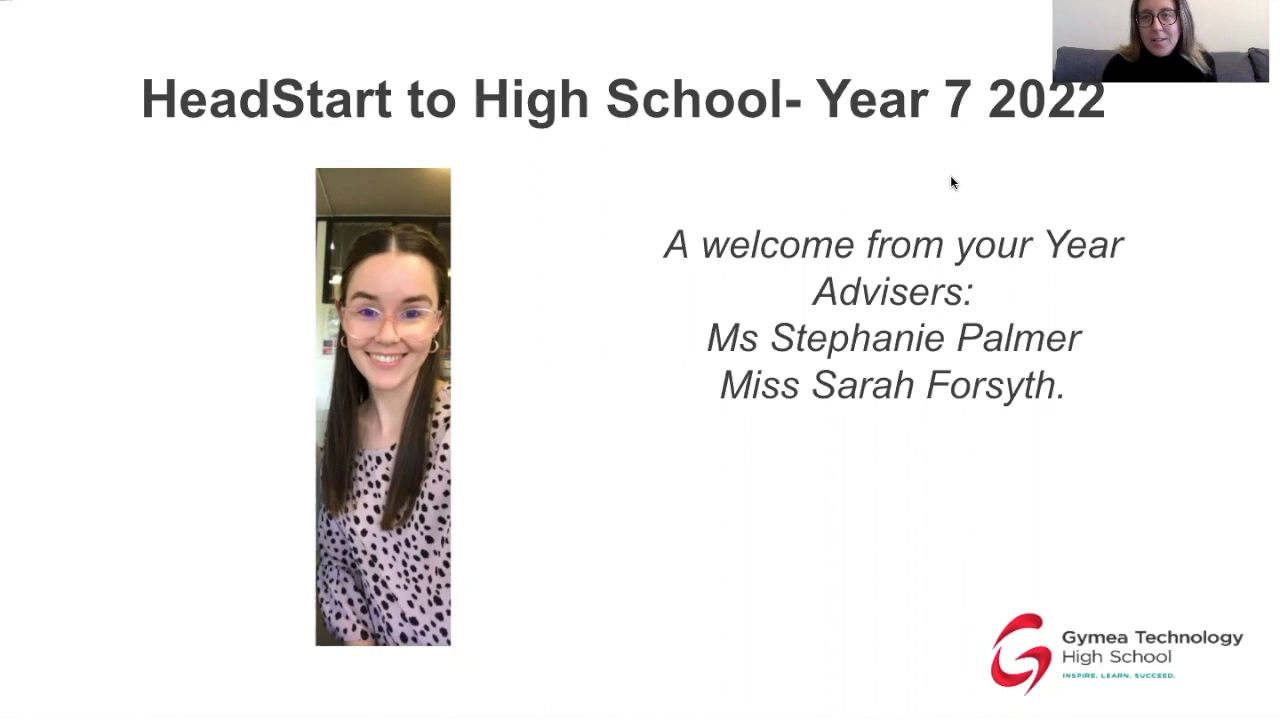 HeadStart to High School- Year 7 2022
A welcome from your Year
Advisers:
Ms Stephanie Palmer
Miss Sarah Forsyth.
Gymea Technology
High School
INSPIRE. LEARN. SUCCEED.